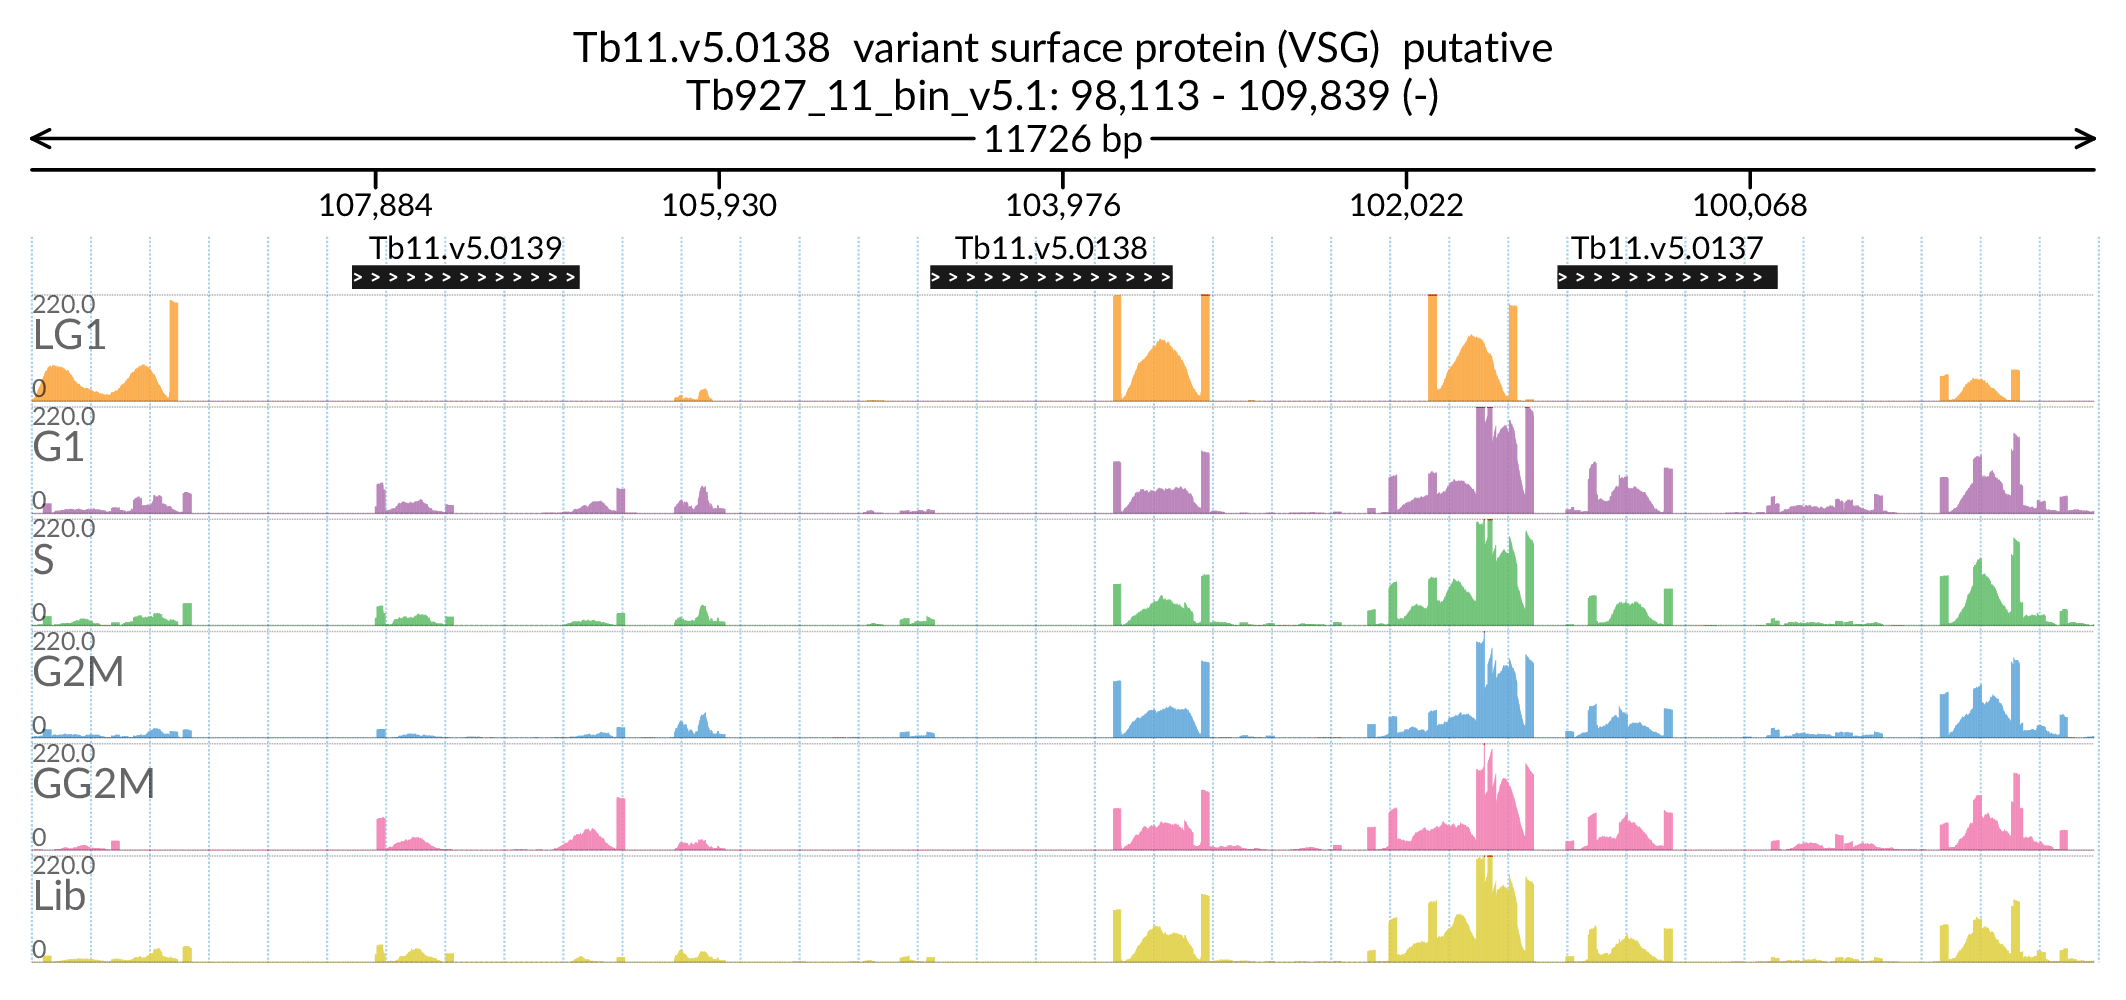 Tb11.v5.0138 variant surface protein (VSG) putative
Tb927_11_bin_v5.1: 98,113 - 109,839 (-)
11726 bp
107,884 105,930 103,976 102,022 100,068
Tb11.v5.0139 Tb11.v5.0138 Tb11.v5.0137
220.0
LG1
0
220.0
G1
0
220.0
S
0
220.0
G2M
0
220.0
GG2M
0
220.0
Lib
0